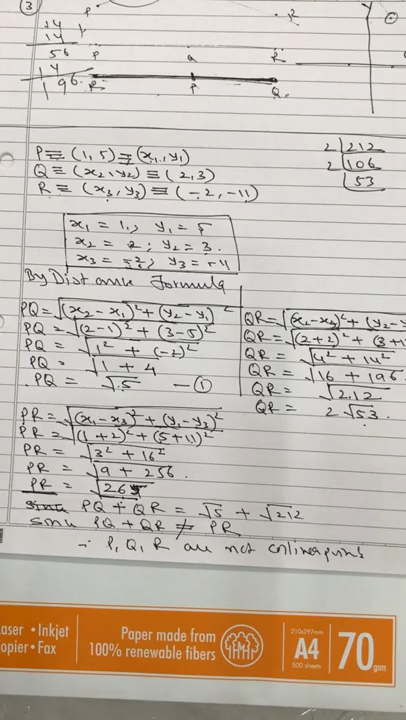 ③ P R
14
14
56 P Q R
14
196 R P Q
P ≡ (1, 5) ≡ (x₁, y₁)
Q ≡ (x₂, y₂) ≡ (2, 3)
R ≡ (x₃, y₃) ≡ (-2, -11)
2 | 212
2 | 106
53
x₁ = 1, y₁ = 5
x₂ = 2; y₂ = 3.
By Distance Formula
PQ = √(x₂ - x₁)² + (y₂ - y₁)²
PQ = √(2-1)² + (3-5)²
PQ = √1² + (-2)²
PQ = √1 + 4
PQ = √5 — ①
QR = √(x₂-x₃)² + (y₂-y
QR = √(2+2)² + (3+1
QR = √4² + 14²
QR = √16 + 196
QR = √212
QR = 2√53.
PR = √(x₁ - x₃)² + (y₁ - y₃)²
PR = √(1+2)² + (5+11)²
PR = √3² + 16²
PR = √9 + 256
PR = √265
PQ + QR = √5 + √212
PQ + QR ≠ PR
∴ P, Q, R are not
aser • Inkjet
opier • Fax
Paper made from
100% renewable fibers
210x297mm
A4
500 sheets
70
gsm